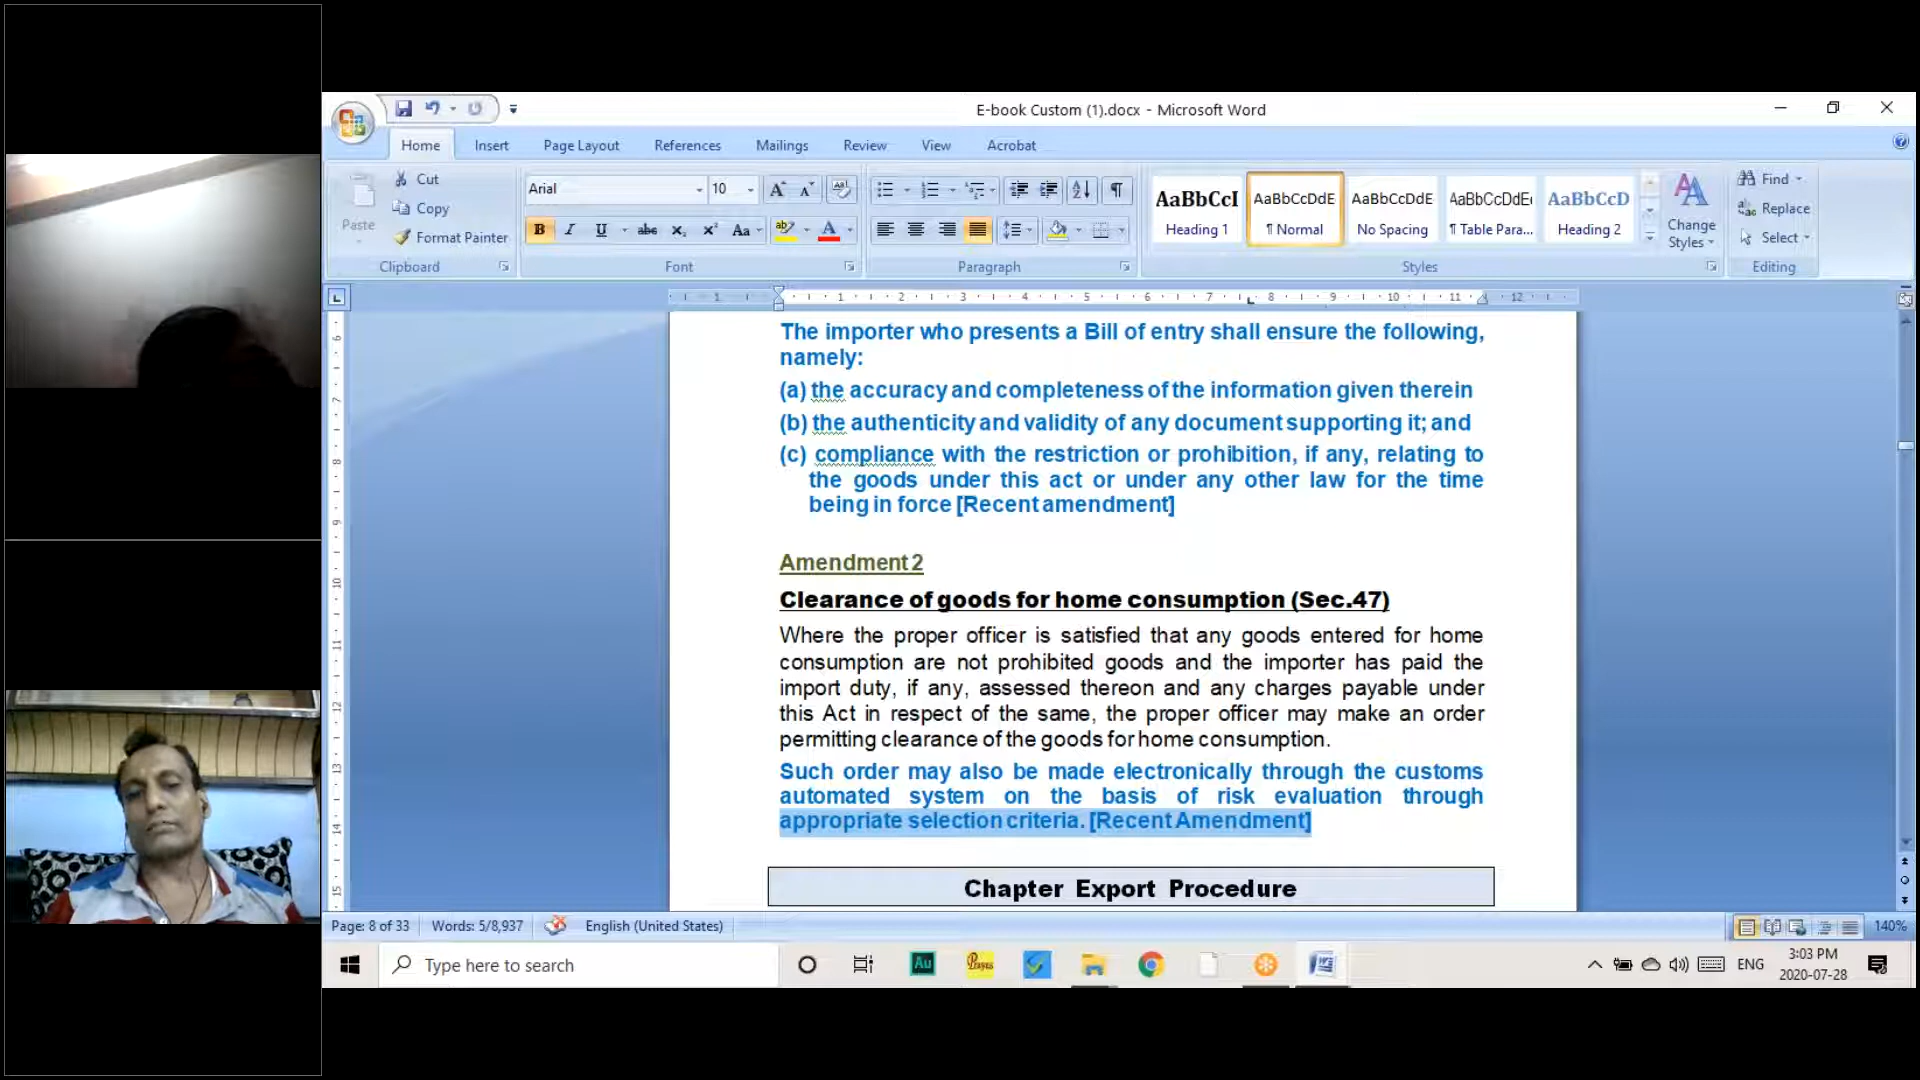 E-book Custom (1).docx - Microsoft Word
Home Insert Page Layout References Mailings Review View Acrobat
Paste
Cut
Copy
Format Painter
Clipboard
Arial 10
Font
Paragraph
AaBbCcI AaBbCcDdE AaBbCcDdE AaBbCcDdEe AaBbCcD
Heading 1 ¶ Normal No Spacing ¶ Table Para... Heading 2
Change Styles
Styles
Find
Replace
Select
Editing
The importer who presents a Bill of entry shall ensure the following,
namely:
(a) the accuracy and completeness of the information given therein
(b) the authenticity and validity of any document supporting it; and
(c) compliance with the restriction or prohibition, if any, relating to
the goods under this act or under any other law for the time
being in force [Recent amendment]
Amendment 2
Clearance of goods for home consumption (Sec.47)
Where the proper officer is satisfied that any goods entered for home
consumption are not prohibited goods and the importer has paid the
import duty, if any, assessed thereon and any charges payable under
this Act in respect of the same, the proper officer may make an order
permitting clearance of the goods for home consumption.
Such order may also be made electronically through the customs
automated system on the basis of risk evaluation through
appropriate selection criteria. [Recent Amendment]
Chapter Export Procedure
Page: 8 of 33 Words: 5/8,937 English (United States) 140%
Type here to search
Au
ENG
3:03 PM
2020-07-28